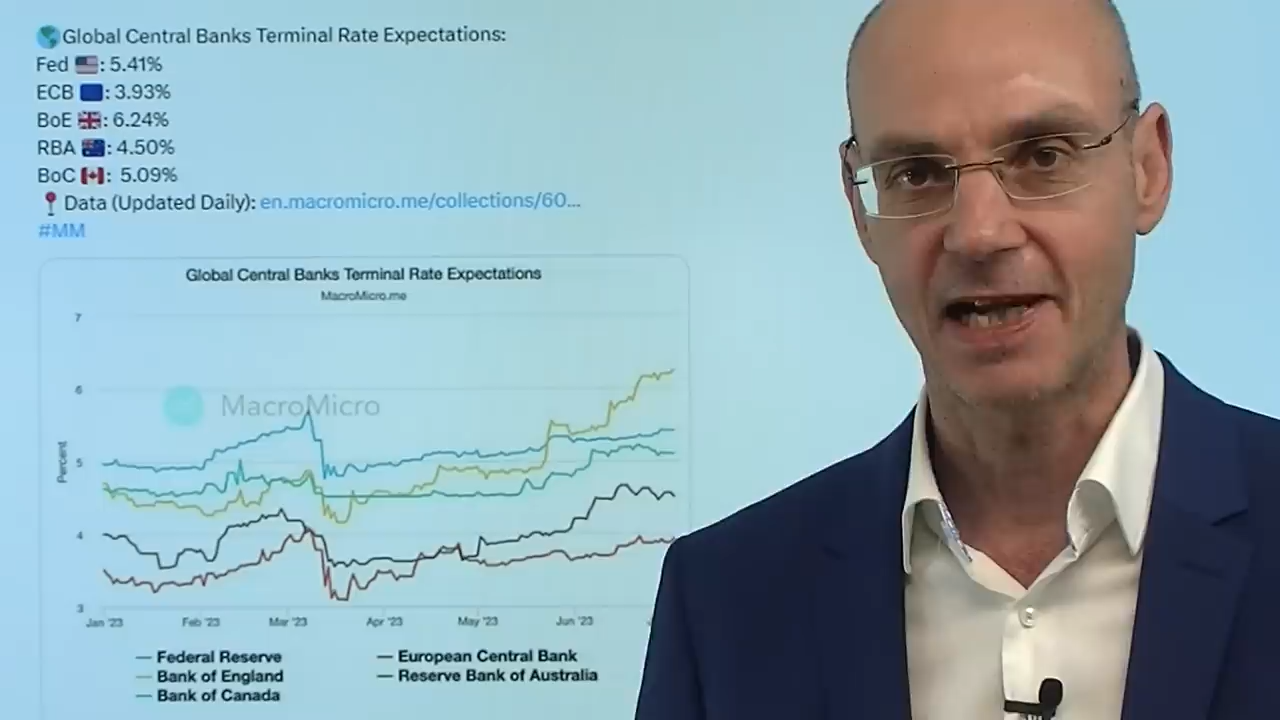 Global Central Banks Terminal Rate Expectations:
Fed 🇺🇸: 5.41%
ECB 🇪🇺: 3.93%
BoE 🇬🇧: 6.24%
RBA 🇦🇺: 4.50%
BoC 🇨🇦: 5.09%
Data (Updated Daily): en.macromicro.me/collections/60...
#MM
Global Central Banks Terminal Rate Expectations
MacroMicro.me
7
6
MacroMicro
5
Percent
4
3
Jan '23 Feb '23 Mar '23 Apr '23 May '23 Jun '23
Federal Reserve European Central Bank
Bank of England Reserve Bank of Australia
Bank of Canada